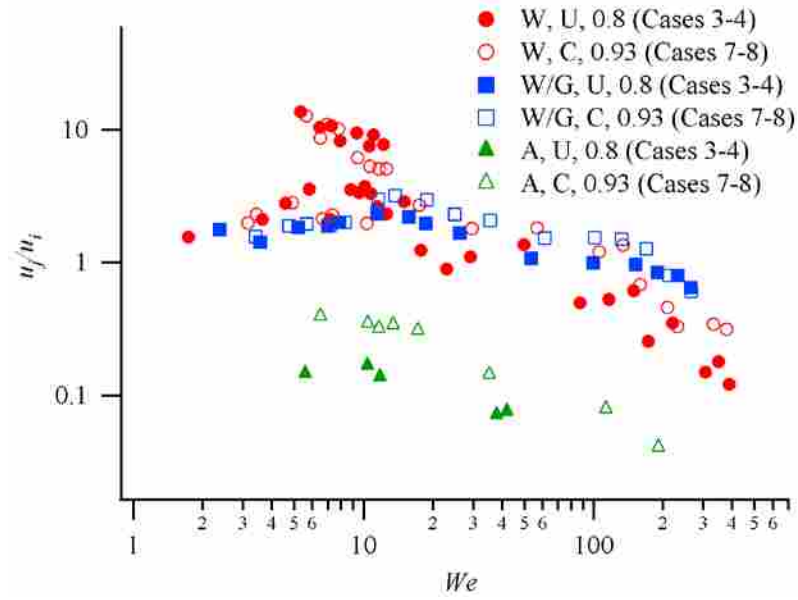 W, U, 0.8 (Cases 3-4)
W, C, 0.93 (Cases 7-8)
W/G, U, 0.8 (Cases 3-4)
W/G, C, 0.93 (Cases 7-8)
A, U, 0.8 (Cases 3-4)
A, C, 0.93 (Cases 7-8)
10
1
0.1
uj/ui
2 3 4 5 6 2 3 4 5 6 2 3 4 5 6
1 10 100
We